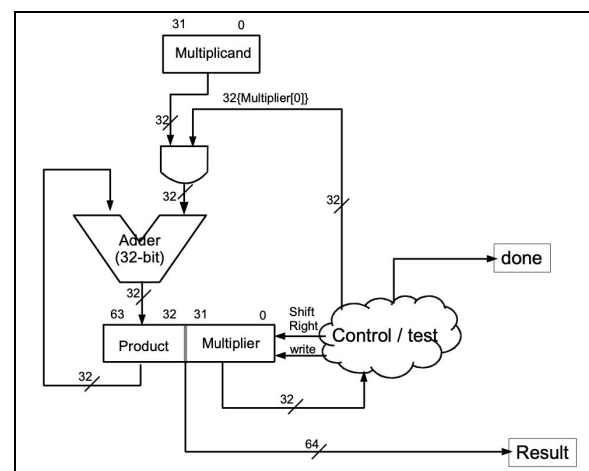 31 0
Multiplicand
32{Multiplier[0]}
32
32
32
Adder
(32-bit)
done
32
63 32 31 0
Shift
Right
Product
Multiplier
write
Control / test
32
32
64
Result